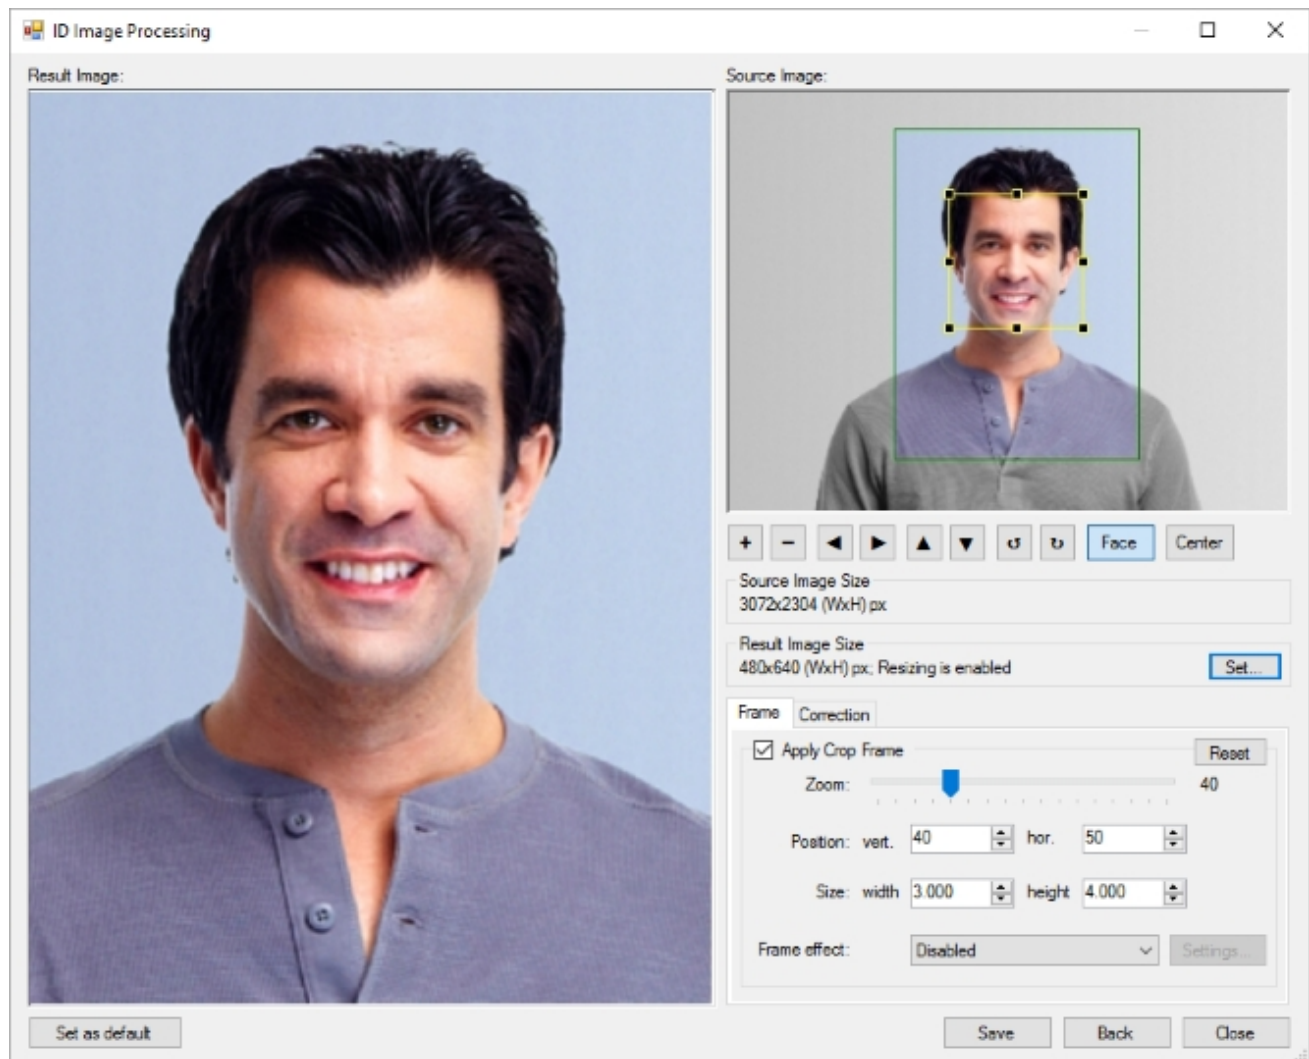 ID Image Processing
Result Image:
Source Image:
+ − ◄ ► ▲ ▼ ↺ ↻ Face Center
Source Image Size
3072x2304 (WxH) px
Result Image Size
480x640 (WxH) px; Resizing is enabled Set...
Frame Correction
Apply Crop Frame Reset
Zoom: 40
Position: vert. 40 hor. 50
Size: width 3.000 height 4.000
Frame effect: Disabled Settings...
Set as default Save Back Close